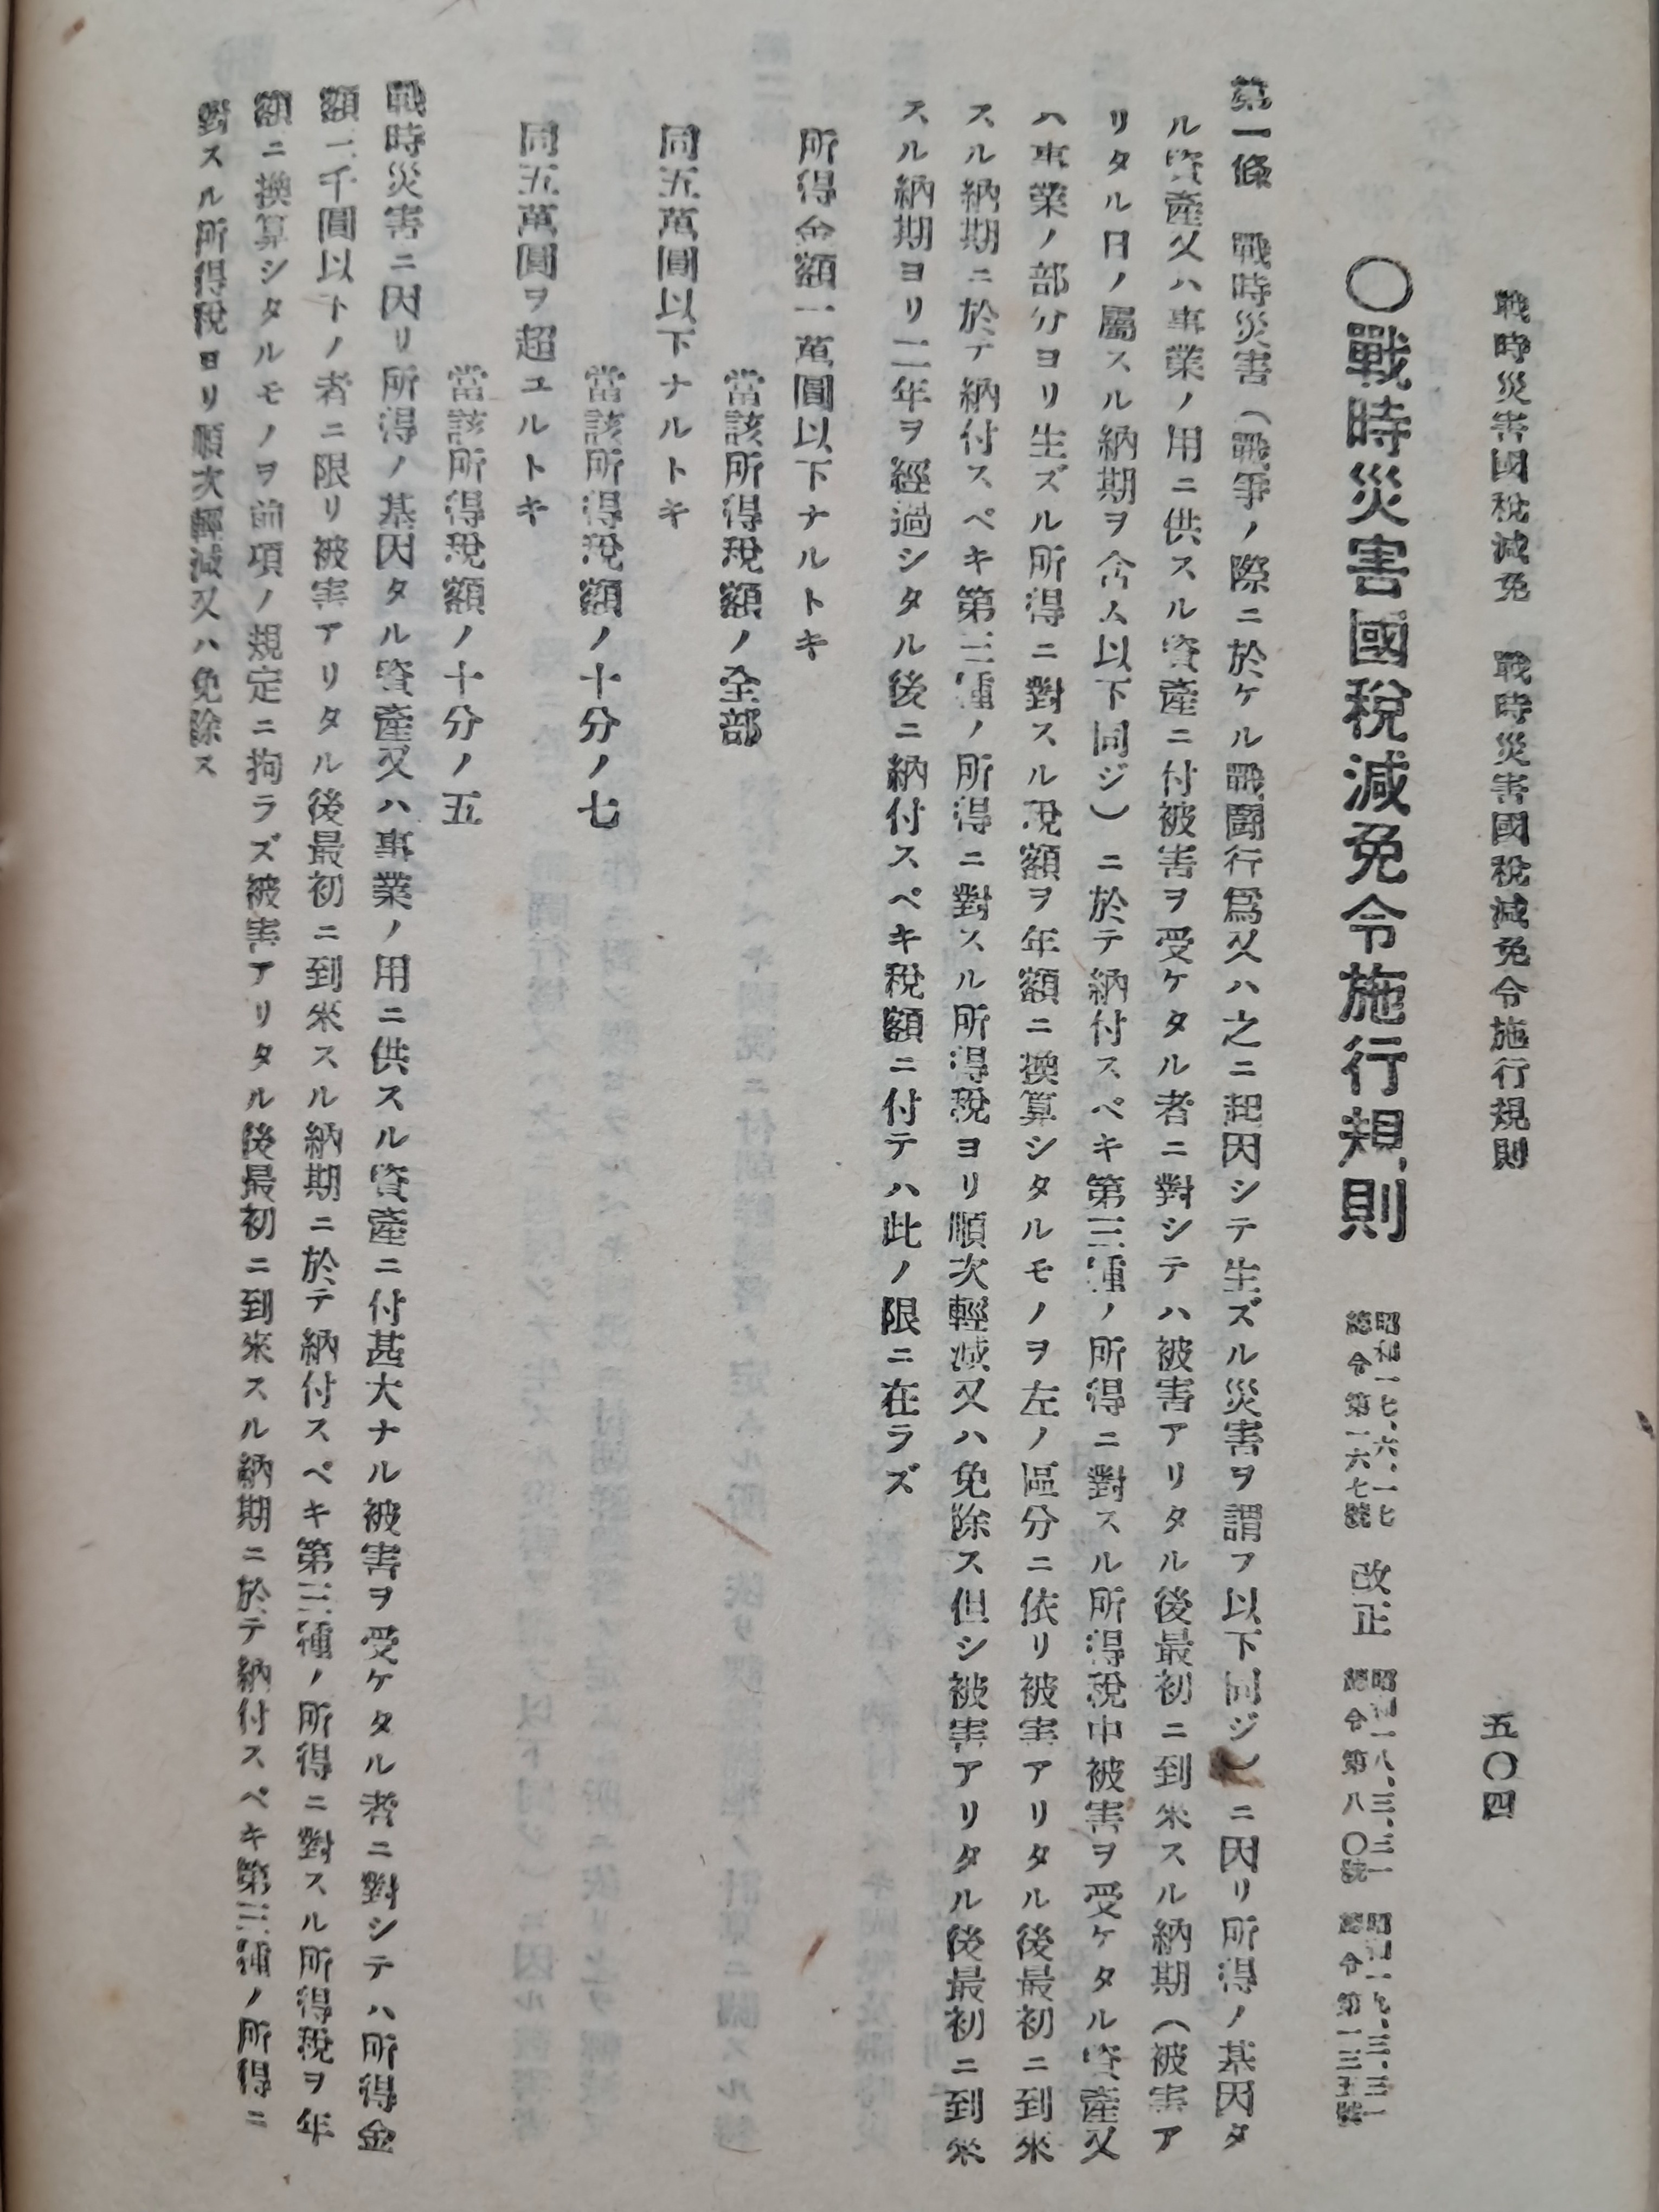 戰時災害國稅減免　戰時災害國稅減免令施行規則
五〇四
〇戰時災害國稅減免令施行規則
昭和一七、六、一七
總令第一六七號
改正
昭和一八、三、三一
總令第八〇號
昭和一九、三、三一
總令第一三五號
第一條　戰時災害（戰爭ノ際ニ於ケル戰鬪行爲又ハ之ニ起因シテ生ズル災害ヲ謂フ以下同ジ）ニ因リ所得ノ基因タ
ル資產又ハ事業ノ用ニ供スル資產ニ付被害ヲ受ケタル者ニ對シテハ被害アリタル後最初ニ到來スル納期（被害ア
リタル日ノ屬スル納期ヲ含ム以下同ジ）ニ於テ納付スベキ第三種ノ所得ニ對スル所得稅中被害ヲ受ケタル資產又
ハ事業ノ部分ヨリ生ズル所得ニ對スル稅額ヲ年額ニ換算シタルモノヲ左ノ區分ニ依リ被害アリタル後最初ニ到來
スル納期ニ於テ納付スベキ第三種ノ所得ニ對スル所得稅ヨリ順次輕減又ハ免除ス但シ被害アリタル後最初ニ到來
スル納期ヨリ二年ヲ經過シタル後ニ納付スベキ稅額ニ付テハ此ノ限ニ在ラズ
所得金額一萬圓以下ナルトキ
當該所得稅額ノ全部
同五萬圓以下ナルトキ
當該所得稅額ノ十分ノ七
同五萬圓ヲ超ユルトキ
當該所得稅額ノ十分ノ五
戰時災害ニ因リ所得ノ基因タル資產又ハ事業ノ用ニ供スル資產ニ付甚大ナル被害ヲ受ケタル者ニ對シテハ所得金
額二千圓以下ノ者ニ限リ被害アリタル後最初ニ到來スル納期ニ於テ納付スベキ第三種ノ所得ニ對スル所得稅ヲ年
額ニ換算シタルモノヲ前項ノ規定ニ拘ラズ被害アリタル後最初ニ到來スル納期ニ於テ納付スベキ第三種ノ所得ニ
對スル所得稅ヨリ順次輕減又ハ免除ス